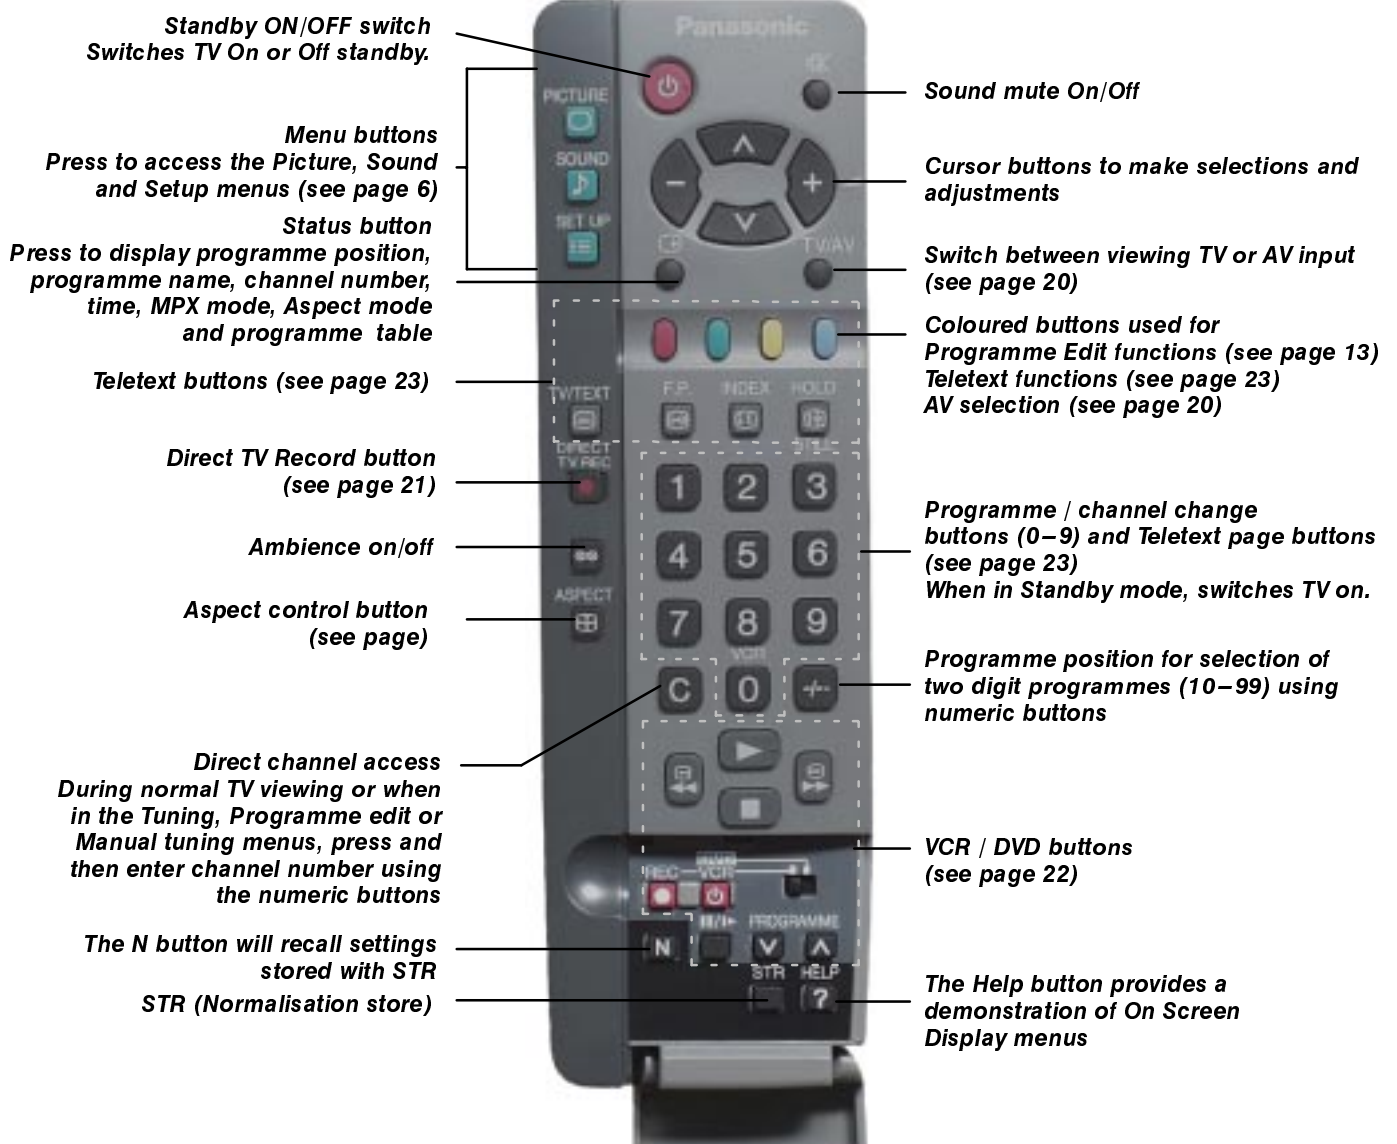 Standby ON/OFF switch
Switches TV On or Off standby.
Menu buttons
Press to access the Picture, Sound
and Setup menus (see page 6)
Status button
Press to display programme position,
programme name, channel number,
time, MPX mode, Aspect mode
and programme table
Teletext buttons (see page 23)
Direct TV Record button
(see page 21)
Ambience on/off
Aspect control button
(see page)
Direct channel access
During normal TV viewing or when
in the Tuning, Programme edit or
Manual tuning menus, press and
then enter channel number using
the numeric buttons
The N button will recall settings
stored with STR
STR (Normalisation store)
Panasonic
PICTURE
SOUND
SET UP
TV/AV
TV/TEXT
F.P.
INDEX
HOLD
DIRECT
TV REC
1 2 3
4 5 6
ASPECT
7 8 9
VCR
C 0 -/--
REC VCR
PROGRAMME
N
STR HELP
?
Sound mute On/Off
Cursor buttons to make selections and
adjustments
Switch between viewing TV or AV input
(see page 20)
Coloured buttons used for
Programme Edit functions (see page 13)
Teletext functions (see page 23)
AV selection (see page 20)
Programme / channel change
buttons (0–9) and Teletext page buttons
(see page 23)
When in Standby mode, switches TV on.
Programme position for selection of
two digit programmes (10–99) using
numeric buttons
VCR / DVD buttons
(see page 22)
The Help button provides a
demonstration of On Screen
Display menus